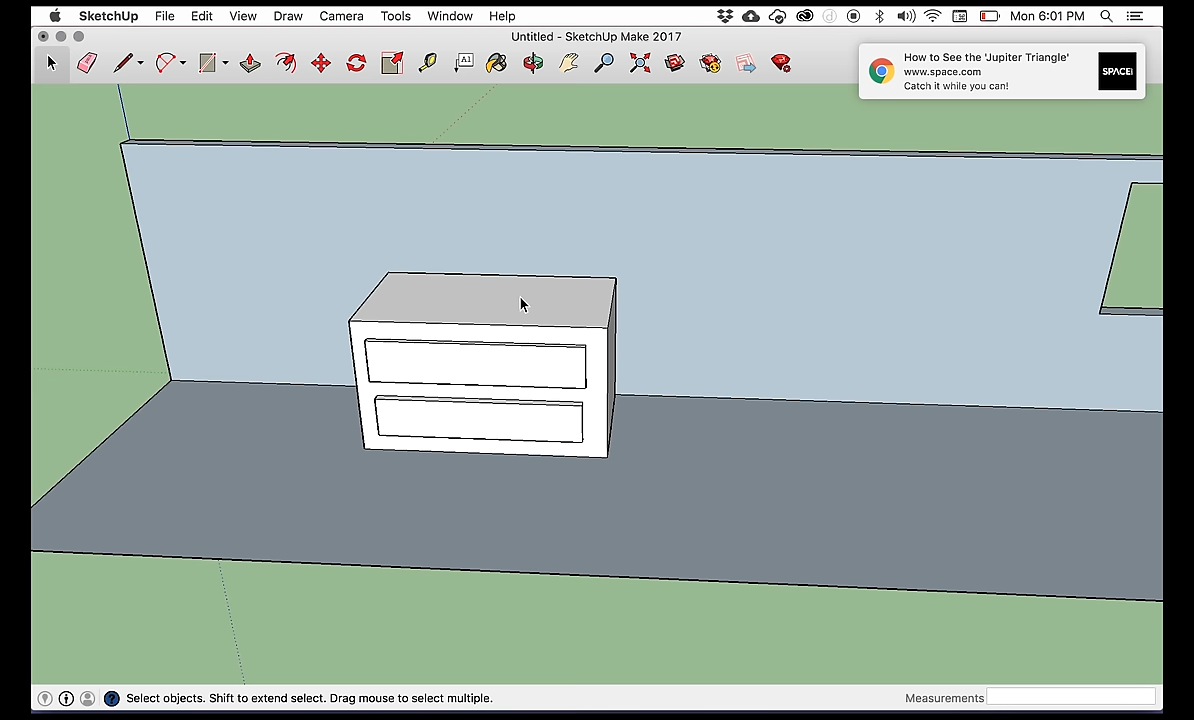 SketchUp File Edit View Draw Camera Tools Window Help Mon 6:01 PM
Untitled - SketchUp Make 2017
A1
How to See the 'Jupiter Triangle'
www.space.com
Catch it while you can!
SPACE
Select objects. Shift to extend select. Drag mouse to select multiple.
Measurements